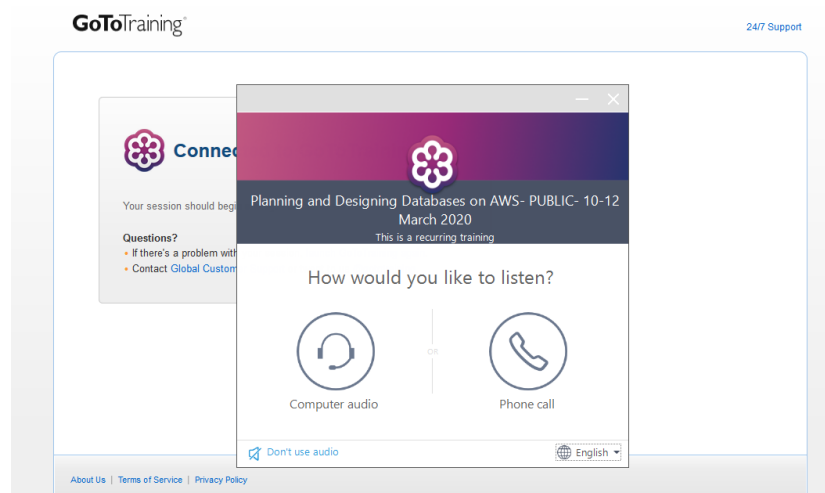 GoToTraining®
24/7 Support
Connec
Your session should begi
Questions?
• If there's a problem with
• Contact Global Custom
Planning and Designing Databases on AWS- PUBLIC- 10-12
March 2020
This is a recurring training
How would you like to listen?
OR
Computer audio
Phone call
Don't use audio
English
About Us | Terms of Service | Privacy Policy